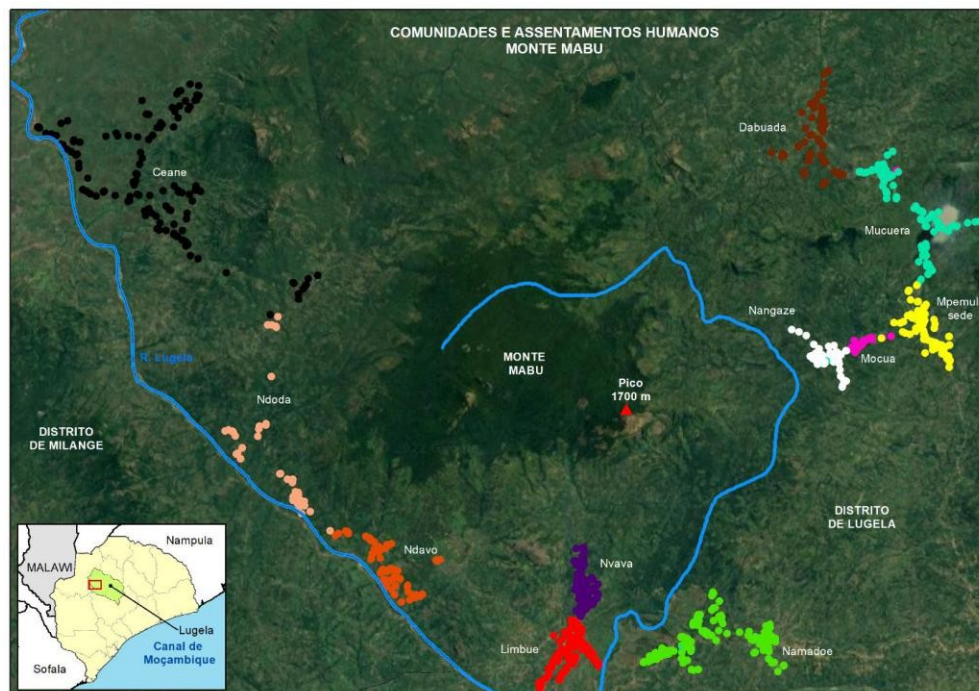 COMUNIDADES E ASSENTAMENTOS HUMANOS
MONTE MABU
Dabuada
Ceane
Mucuera
Mpemula
sede
Nangaze
Mocua
R. Lugela
MONTE
MABU
Pico
1700 m
Ndoda
DISTRITO
DE MILANGE
DISTRITO
DE LUGELA
Ndavo
Nvava
Limbue
Namadoe
Nampula
MALAWI
Lugela
Canal de
Moçambique
Sofala